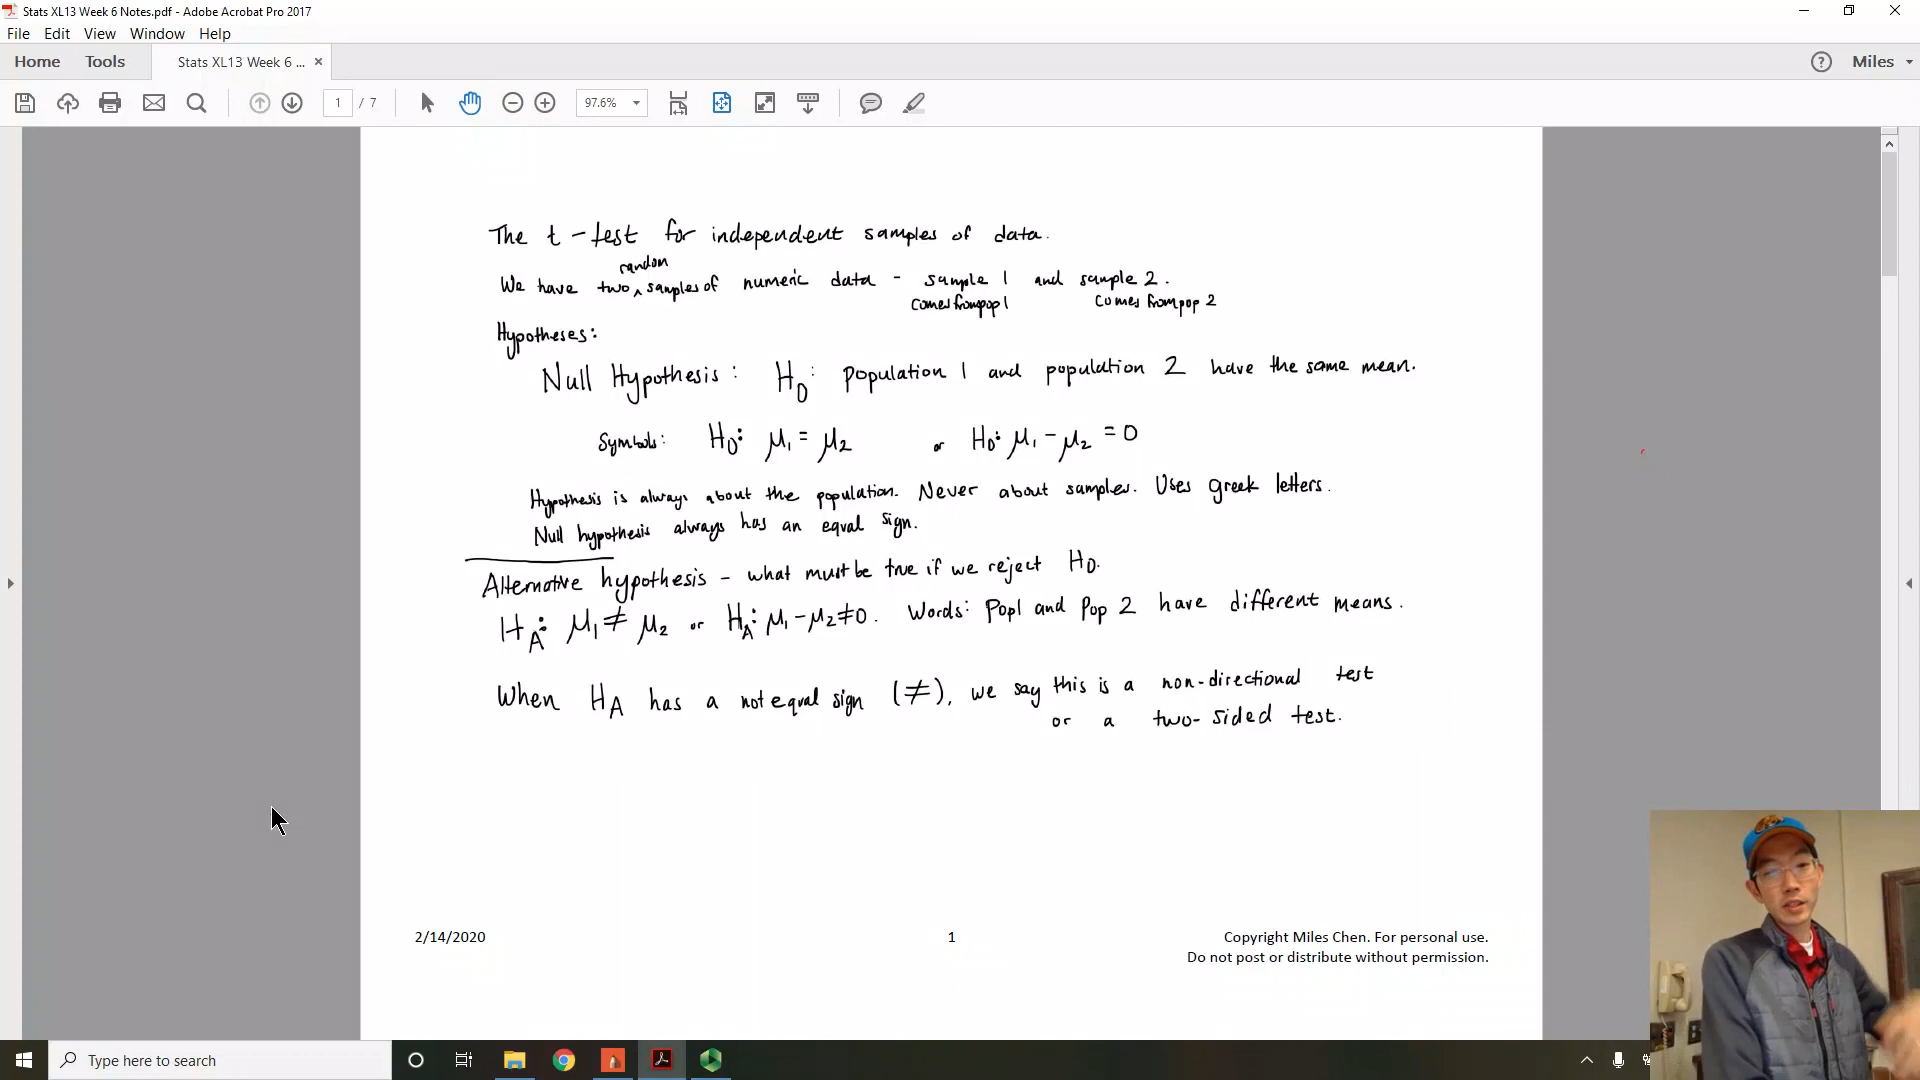 Stats XL13 Week 6 Notes.pdf - Adobe Acrobat Pro 2017
File Edit View Window Help
Home Tools Stats XL13 Week 6 ... × Miles
1 / 7 97.6%
The t-test for independent samples of data.
random
We have two ^ samples of numeric data - sample 1 and sample 2.
comes from pop 1 comes from pop 2
Hypotheses:
Null Hypothesis: H0: population 1 and population 2 have the same mean.
Symbols: H0: μ1 = μ2 or H0: μ1 - μ2 = 0
Hypothesis is always about the population. Never about samples. Uses greek letters.
Null hypothesis always has an equal sign.
Alternative hypothesis - what must be true if we reject H0.
HA: μ1 ≠ μ2 or HA: μ1 - μ2 ≠ 0. Words: Pop1 and Pop 2 have different means.
When HA has a not equal sign (≠), we say this is a non-directional test
or a two-sided test.
2/14/2020 1 Copyright Miles Chen. For personal use.
Do not post or distribute without permission.
Type here to search